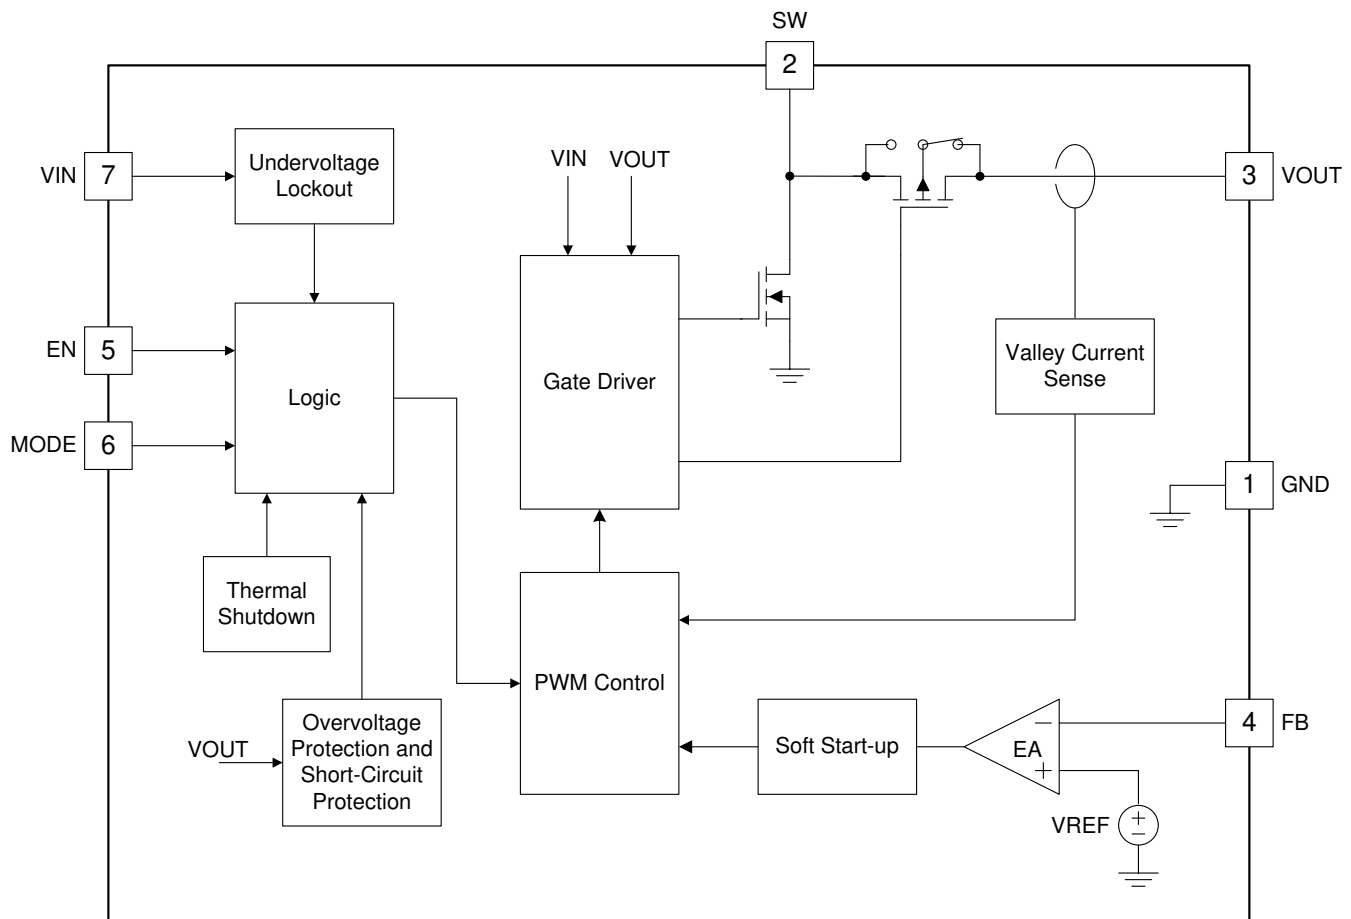 SW
2
VIN
7
Undervoltage
Lockout
VIN
VOUT
3
VOUT
EN
5
Logic
Gate Driver
Valley Current
Sense
MODE
6
1
GND
Thermal
Shutdown
PWM Control
VOUT
Overvoltage
Protection and
Short-Circuit
Protection
Soft Start-up
EA
−
+
4
FB
VREF
+
−